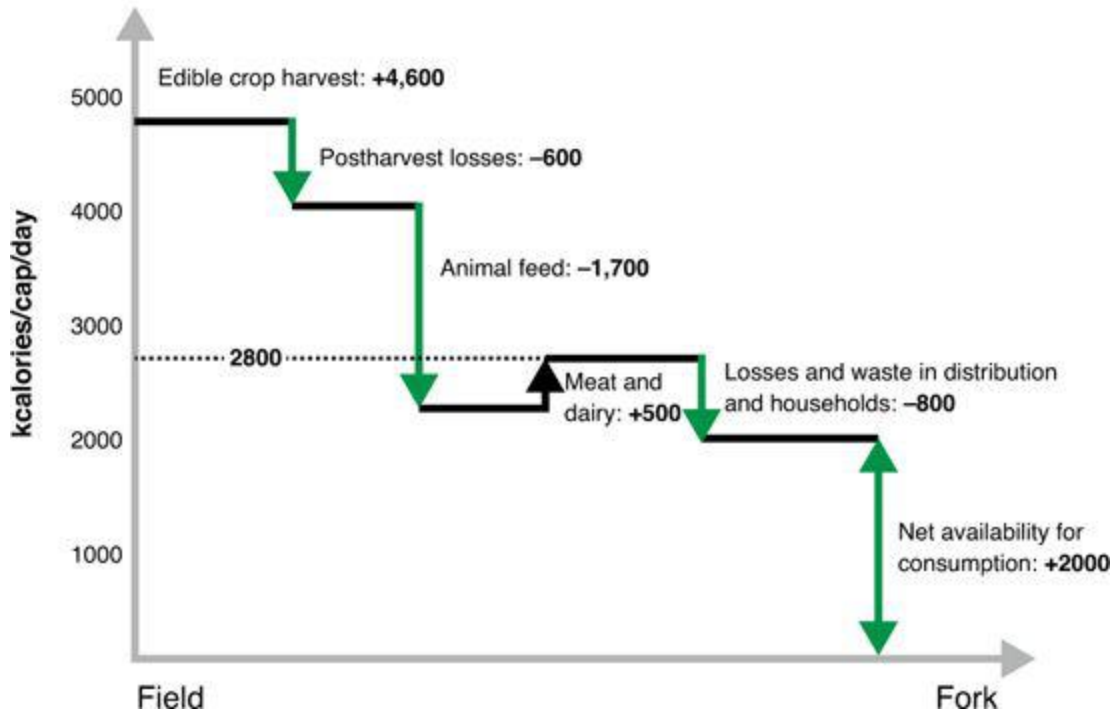 Edible crop harvest: +4,600
5000
Postharvest losses: –600
4000
Animal feed: –1,700
3000
2800
Meat and
dairy: +500
Losses and waste in distribution
and households: –800
2000
Net availability for
consumption: +2000
1000
kcalories/cap/day
Field
Fork